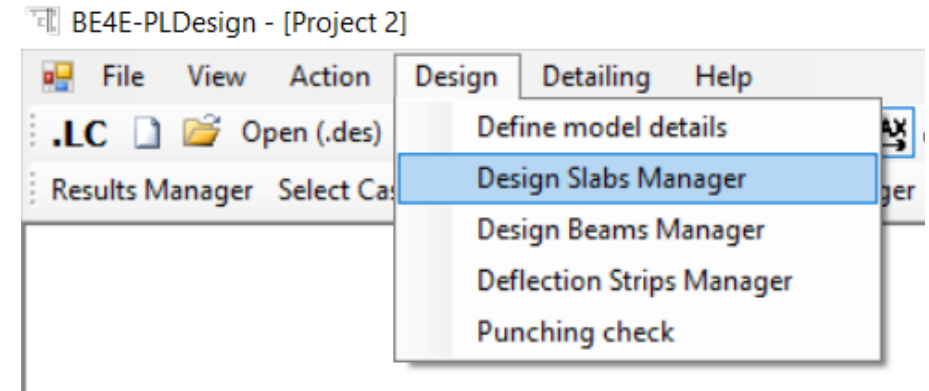 BE4E-PLDesign - [Project 2]
File View Action Design Detailing Help
.LC Open (.des)
Define model details
Results Manager Select
Design Slabs Manager
Design Beams Manager
Deflection Strips Manager
Punching check